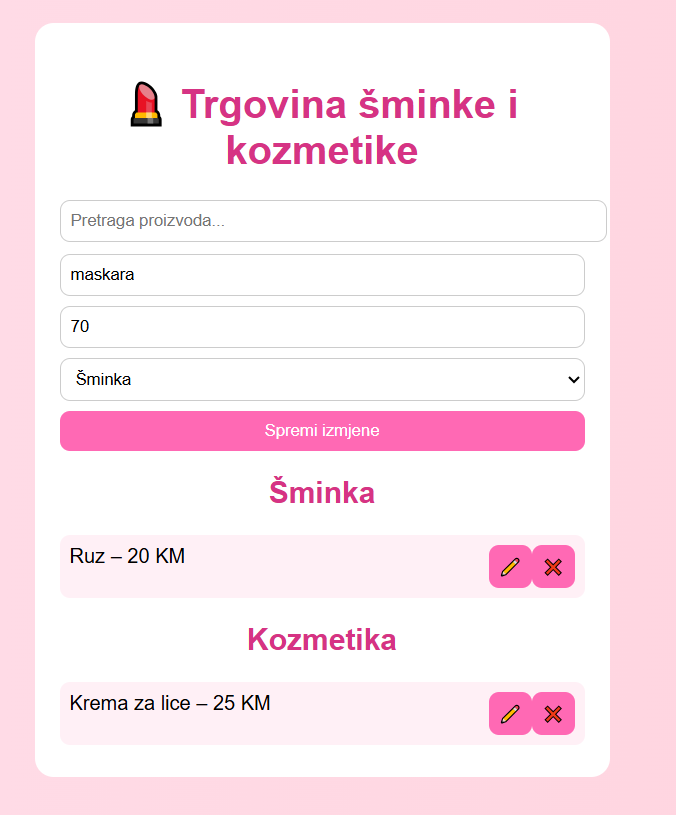 Trgovina šminke i
kozmetike
Pretraga proizvoda...
maskara
70
Šminka
Spremi izmjene
Šminka
Ruz – 20 KM
Kozmetika
Krema za lice – 25 KM